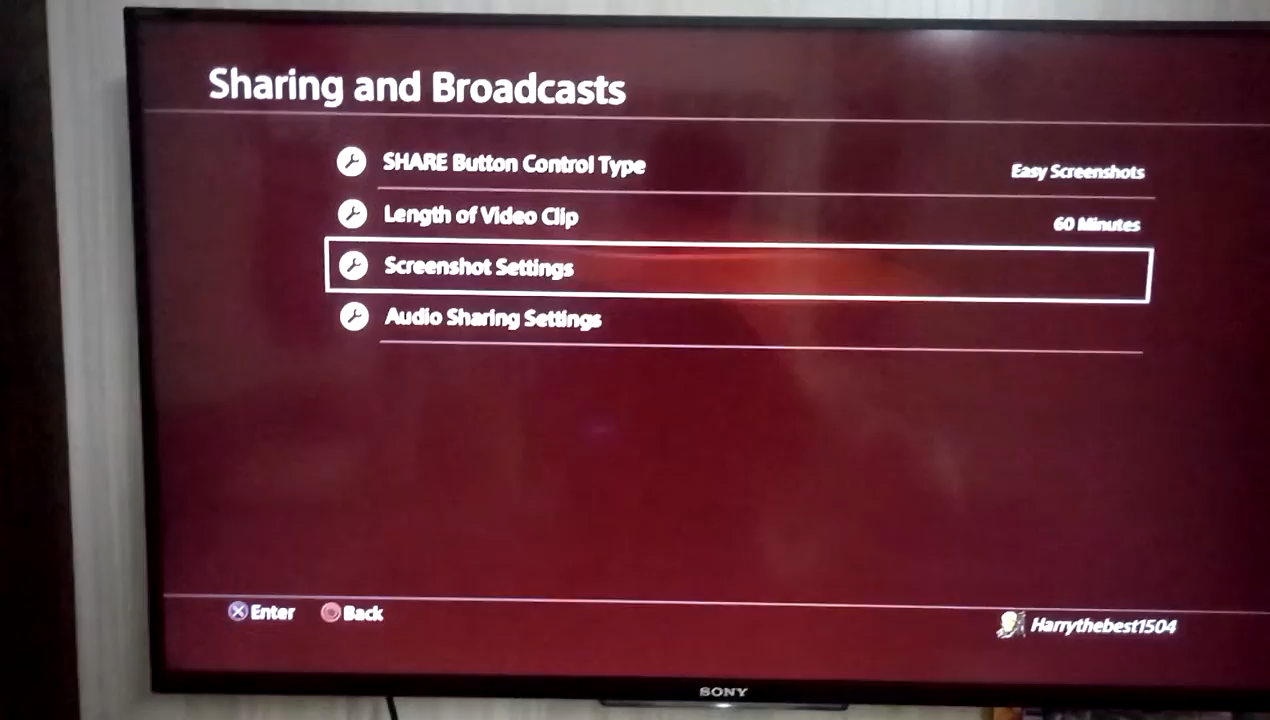 Sharing and Broadcasts
SHARE Button Control Type Easy Screenshots
Length of Video Clip 60 Minutes
Screenshot Settings
Audio Sharing Settings
Enter Back Harrythebest1504
SONY